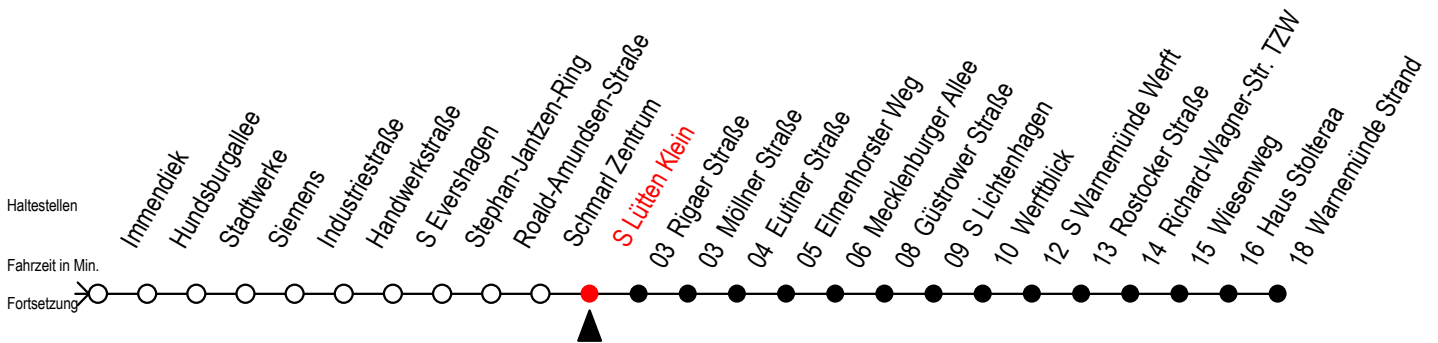 Haltestellen
Fahrzeit in Min.
Fortsetzung
Immendiek
Hundsburgallee
Stadtwerke
Siemens
Industriestraße
Handwerkstraße
S Evershagen
Stephan-Jantzen-Ring
Roald-Amundsen-Straße
Schmarl Zentrum
S Lütten Klein
03 Rigaer Straße
03 Möllner Straße
04 Eutiner Straße
05 Elmenhorster Weg
06 Mecklenburger Allee
08 Güstrower Straße
09 S Lichtenhagen
10 Werftblick
12 S Warnemünde Werft
13 Rostocker Straße
14 Richard-Wagner-Str. TZW
15 Wiesenweg
16 Haus Stolteraa
18 Warnemünde Strand